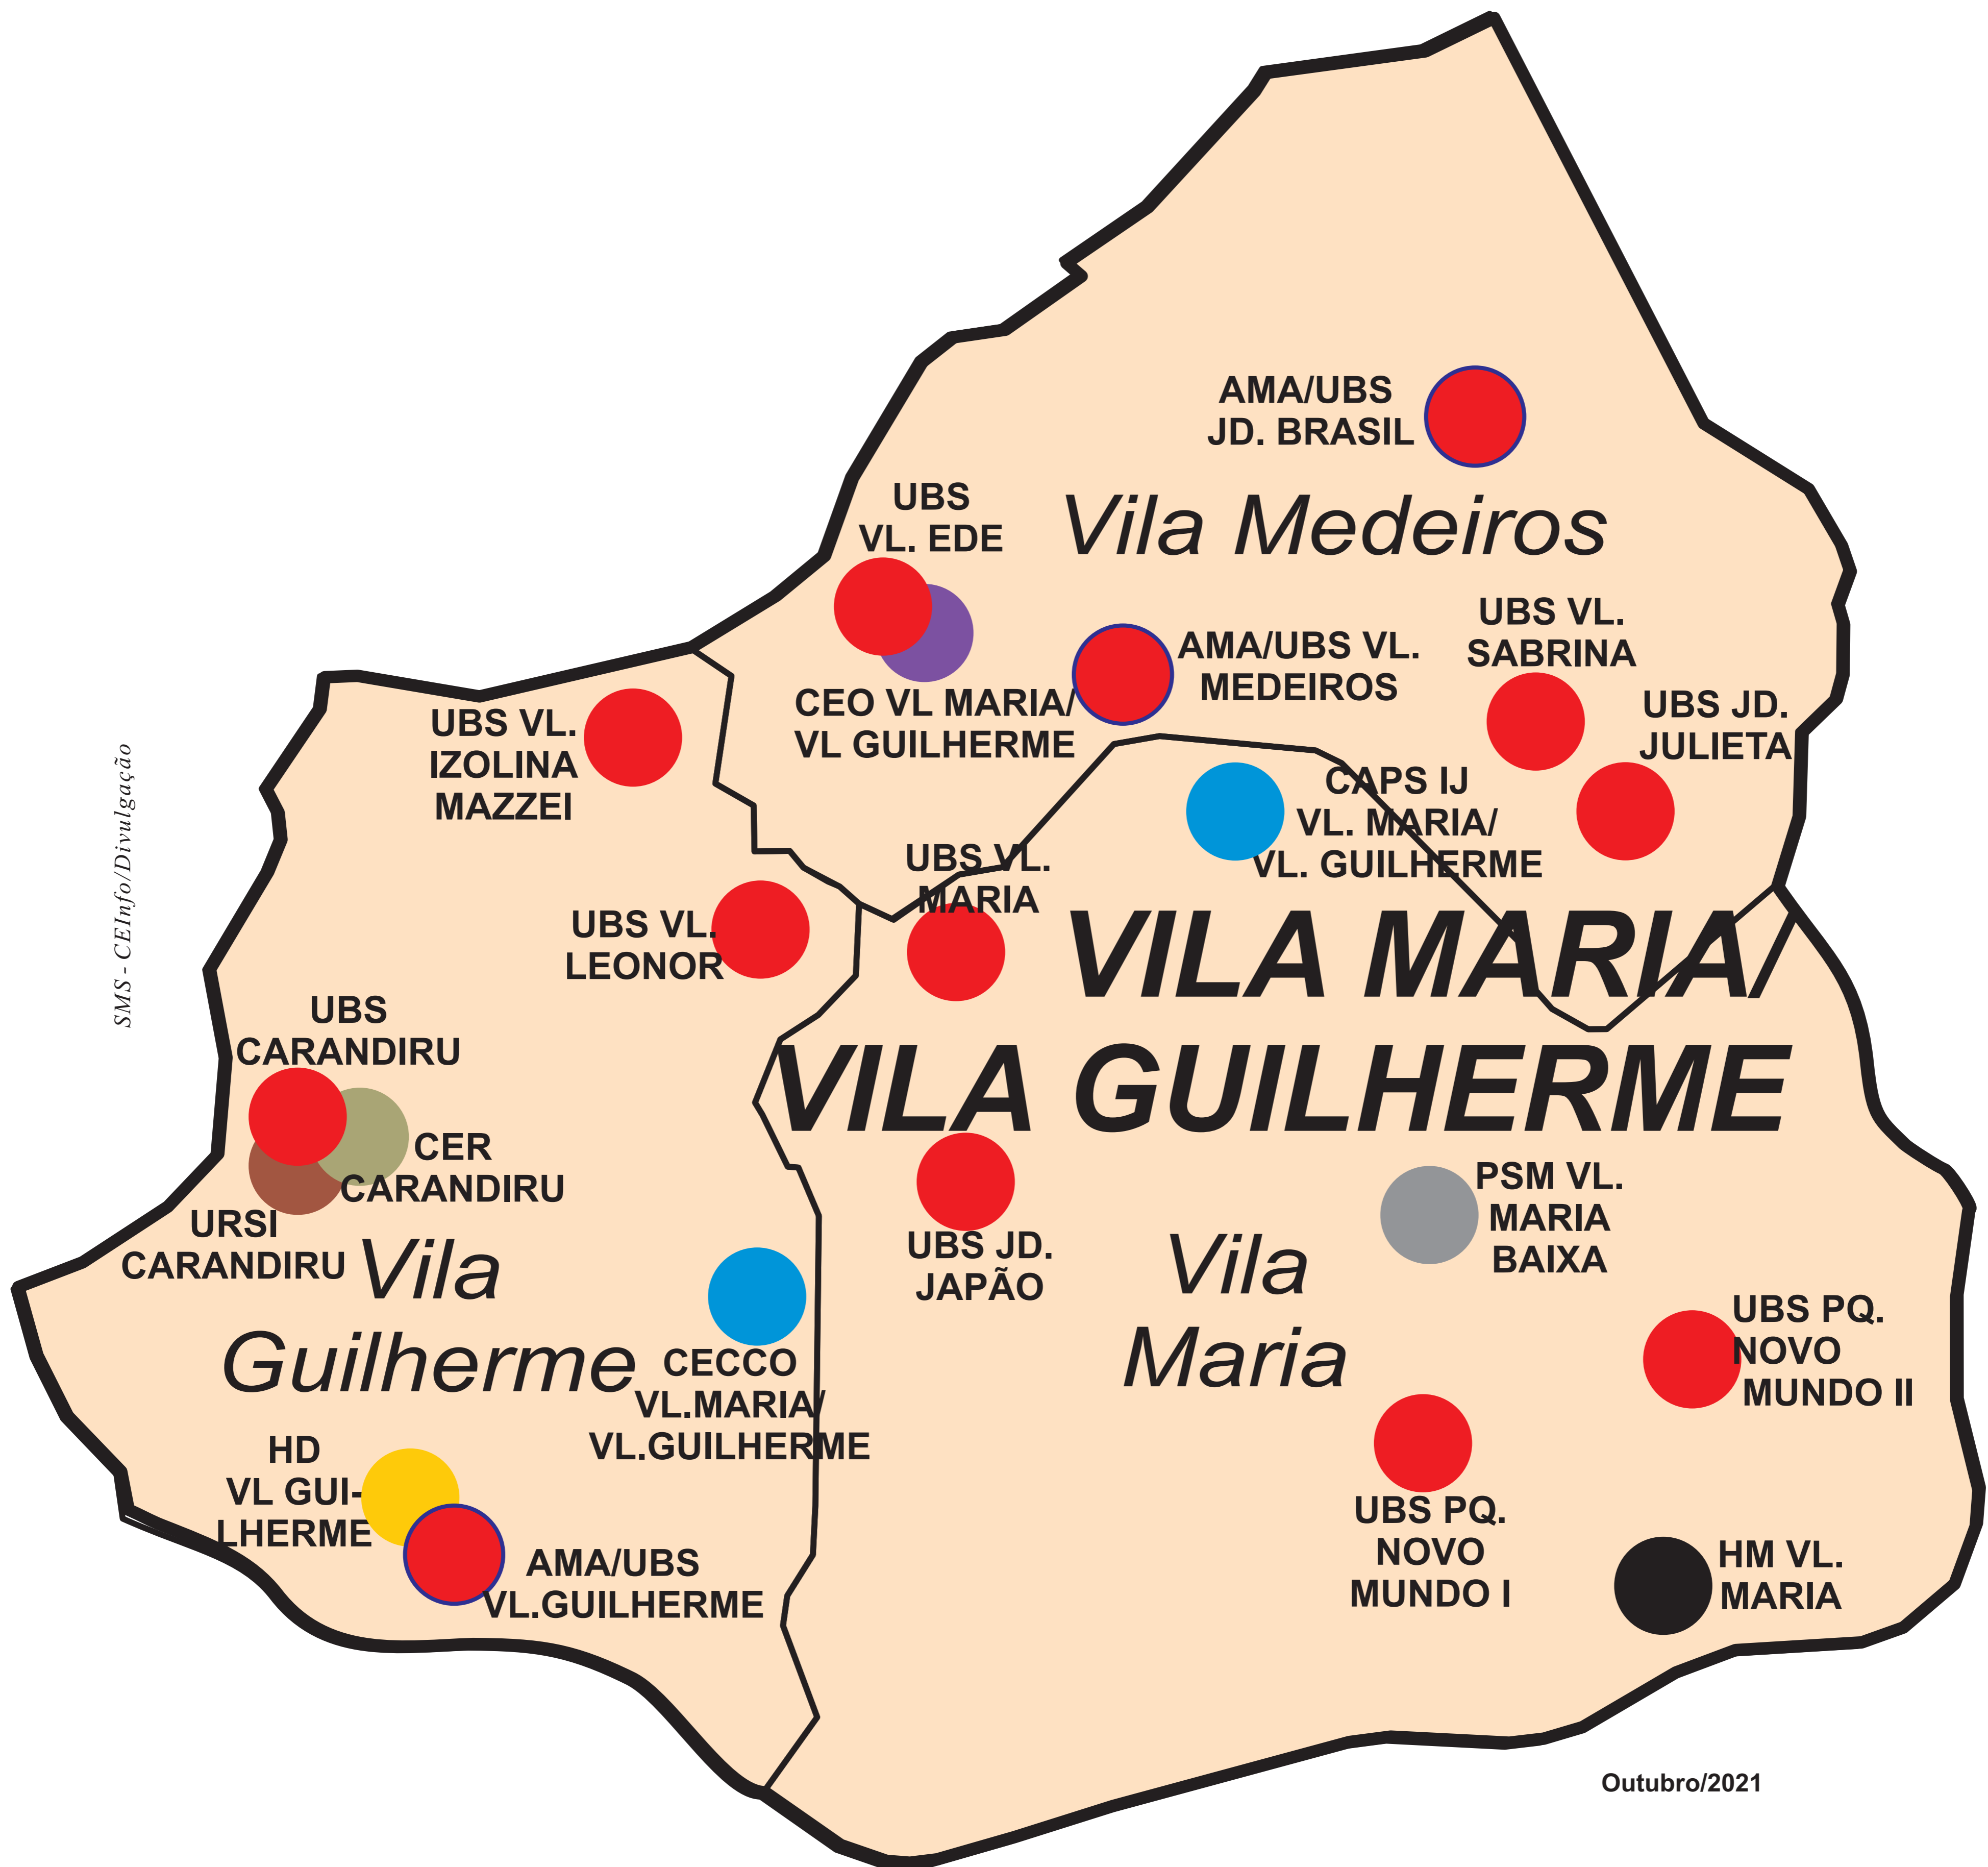 AMA/UBS
JD. BRASIL
UBS
VL. EDE
Vila Medeiros
UBS VL.
SABRINA
AMA/UBS VL.
MEDEIROS
CEO VL MARIA/
VL GUILHERME
UBS JD.
JULIETA
UBS VL.
IZOLINA
MAZZEI
CAPS IJ
VL. MARIA/
VL. GUILHERME
UBS VL.
MARIA
UBS VL.
LEONOR
VILA MARIA/
VILA GUILHERME
SMS - CEInfo/Divulgação
UBS
CARANDIRU
CER
CARANDIRU
URSI
CARANDIRU
Vila
Guilherme
UBS JD.
JAPÃO
Vila
Maria
PSM VL.
MARIA
BAIXA
UBS PQ.
NOVO
MUNDO II
CECCO
VL.MARIA/
VL.GUILHERME
HD
VL GUI-
LHERME
AMA/UBS
VL.GUILHERME
UBS PQ.
NOVO
MUNDO I
HM VL.
MARIA
Outubro/2021